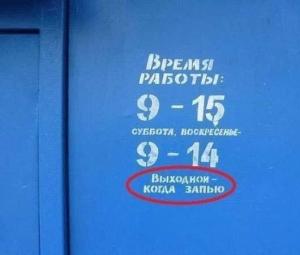 Время
работы:
9 - 15
суббота, воскресенье-
9 - 14
Выходной -
когда запью